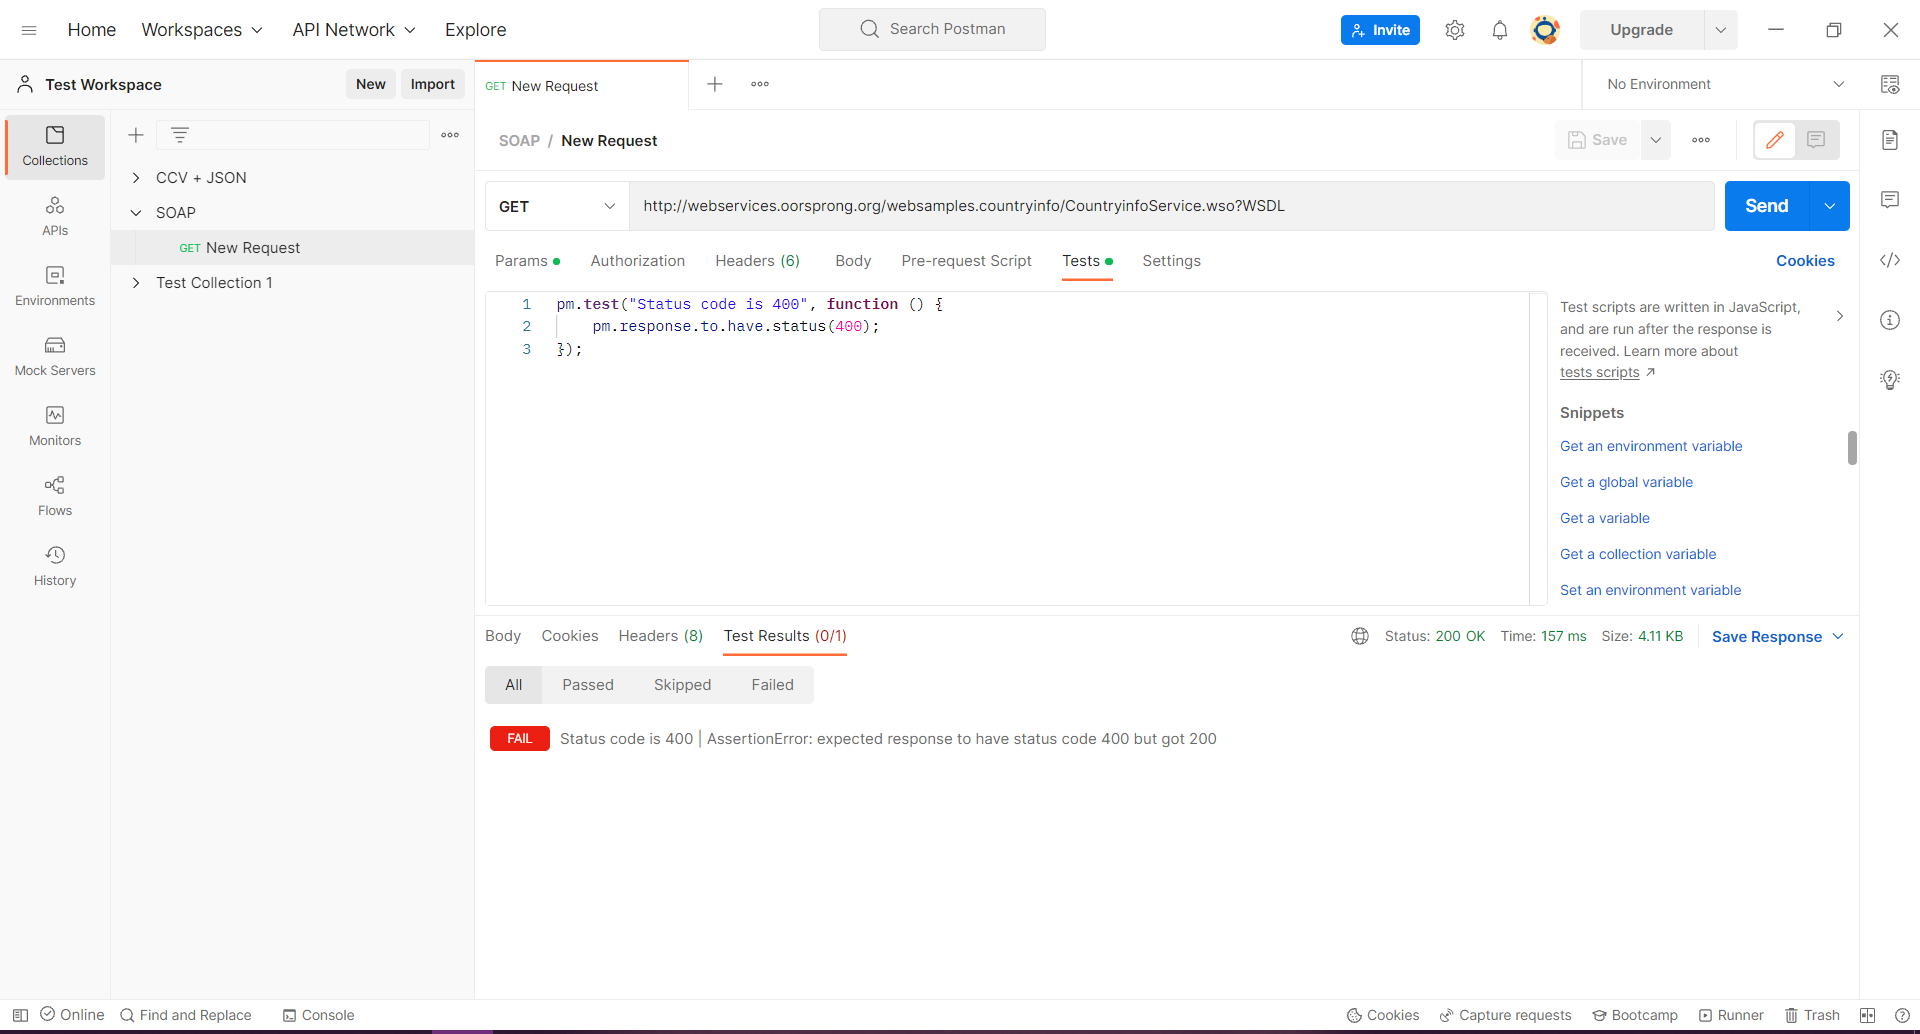 Home Workspaces API Network Explore Search Postman Invite Upgrade
Test Workspace New Import GET New Request No Environment
Collections
APIs
Environments
Mock Servers
Monitors
Flows
History
CCV + JSON
SOAP
GET New Request
Test Collection 1
SOAP / New Request Save
GET http://webservices.oorsprong.org/websamples.countryinfo/CountryinfoService.wso?WSDL Send
Params Authorization Headers (6) Body Pre-request Script Tests Settings Cookies
1 pm.test("Status code is 400", function () {
2 pm.response.to.have.status(400);
3 });
Test scripts are written in JavaScript,
and are run after the response is
received. Learn more about
tests scripts
Snippets
Get an environment variable
Get a global variable
Get a variable
Get a collection variable
Set an environment variable
Body Cookies Headers (8) Test Results (0/1) Status: 200 OK Time: 157 ms Size: 4.11 KB Save Response
All Passed Skipped Failed
FAIL Status code is 400 | AssertionError: expected response to have status code 400 but got 200
Online Find and Replace Console Cookies Capture requests Bootcamp Runner Trash